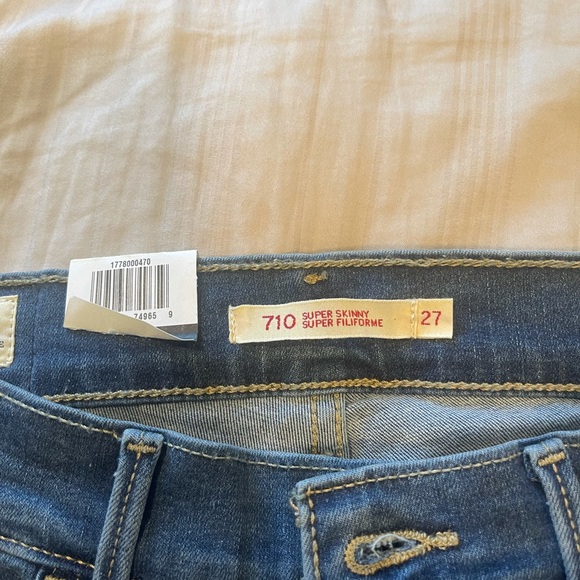 1778000470
74965 9
710 SUPER SKINNY
SUPER FILIFORME
27
E